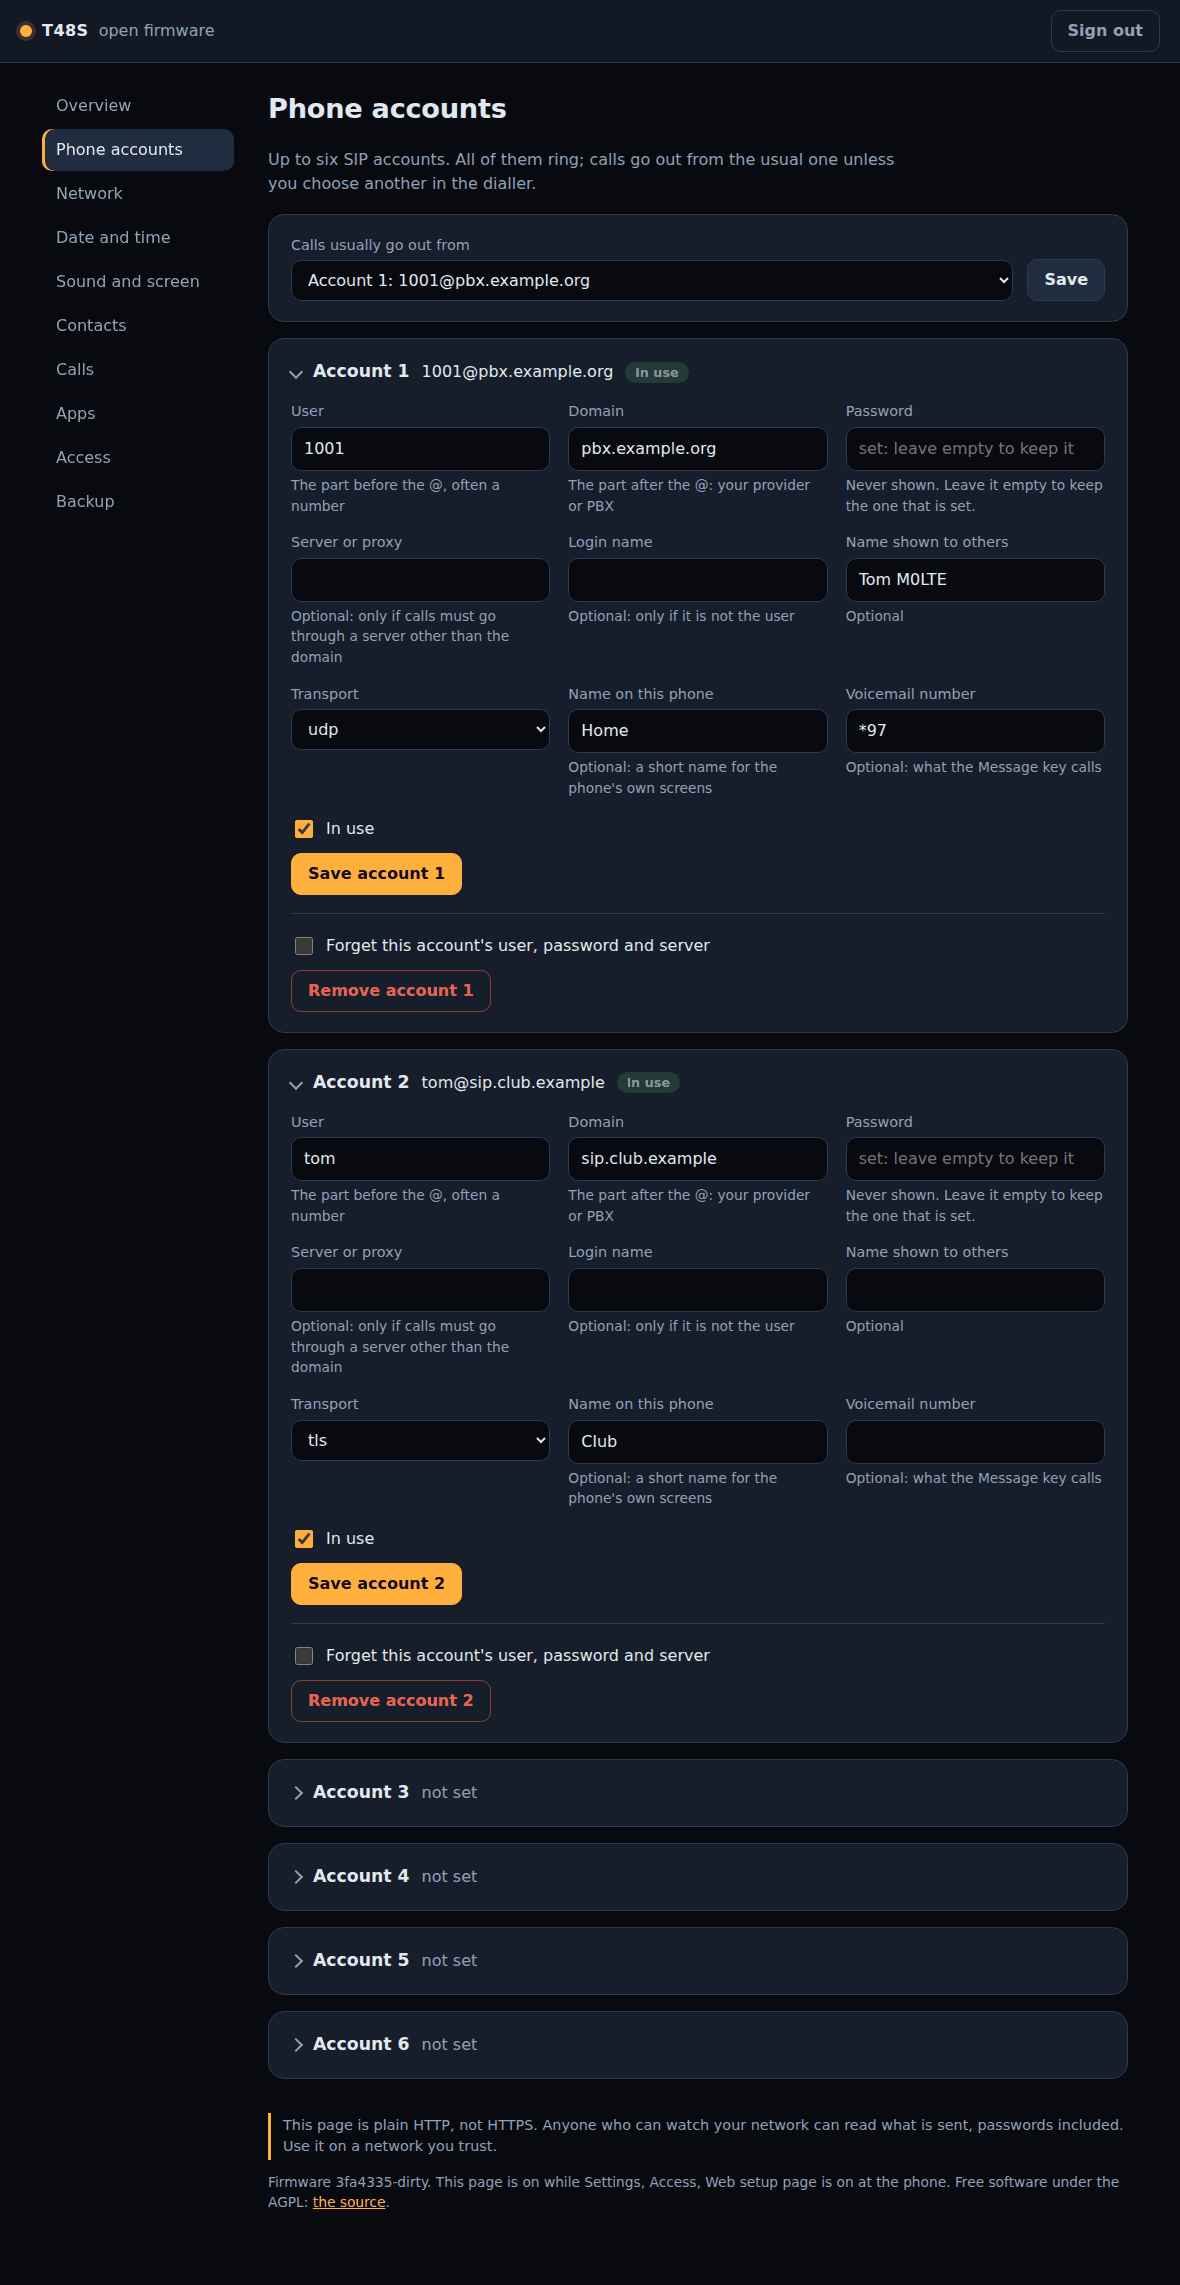 T48S open firmware
Sign out
Overview
Phone accounts
Network
Date and time
Sound and screen
Contacts
Calls
Apps
Access
Backup
Phone accounts
Up to six SIP accounts. All of them ring; calls go out from the usual one unless
you choose another in the dialler.
Calls usually go out from
Account 1: 1001@pbx.example.org
Save
Account 1 1001@pbx.example.org In use
User Domain Password
1001 pbx.example.org set: leave empty to keep it
The part before the @, often a
number
The part after the @: your provider
or PBX
Never shown. Leave it empty to keep
the one that is set.
Server or proxy Login name Name shown to others
Tom M0LTE
Optional: only if calls must go
through a server other than the
domain
Optional: only if it is not the user
Optional
Transport Name on this phone Voicemail number
udp Home *97
Optional: a short name for the
phone's own screens
Optional: what the Message key calls
In use
Save account 1
Forget this account's user, password and server
Remove account 1
Account 2 tom@sip.club.example In use
User Domain Password
tom sip.club.example set: leave empty to keep it
The part before the @, often a
number
The part after the @: your provider
or PBX
Never shown. Leave it empty to keep
the one that is set.
Server or proxy Login name Name shown to others
Optional: only if calls must go
through a server other than the
domain
Optional: only if it is not the user
Optional
Transport Name on this phone Voicemail number
tls Club
Optional: a short name for the
phone's own screens
Optional: what the Message key calls
In use
Save account 2
Forget this account's user, password and server
Remove account 2
Account 3 not set
Account 4 not set
Account 5 not set
Account 6 not set
This page is plain HTTP, not HTTPS. Anyone who can watch your network can read what is sent, passwords included.
Use it on a network you trust.
Firmware 3fa4335-dirty. This page is on while Settings, Access, Web setup page is on at the phone. Free software under the
AGPL: the source.